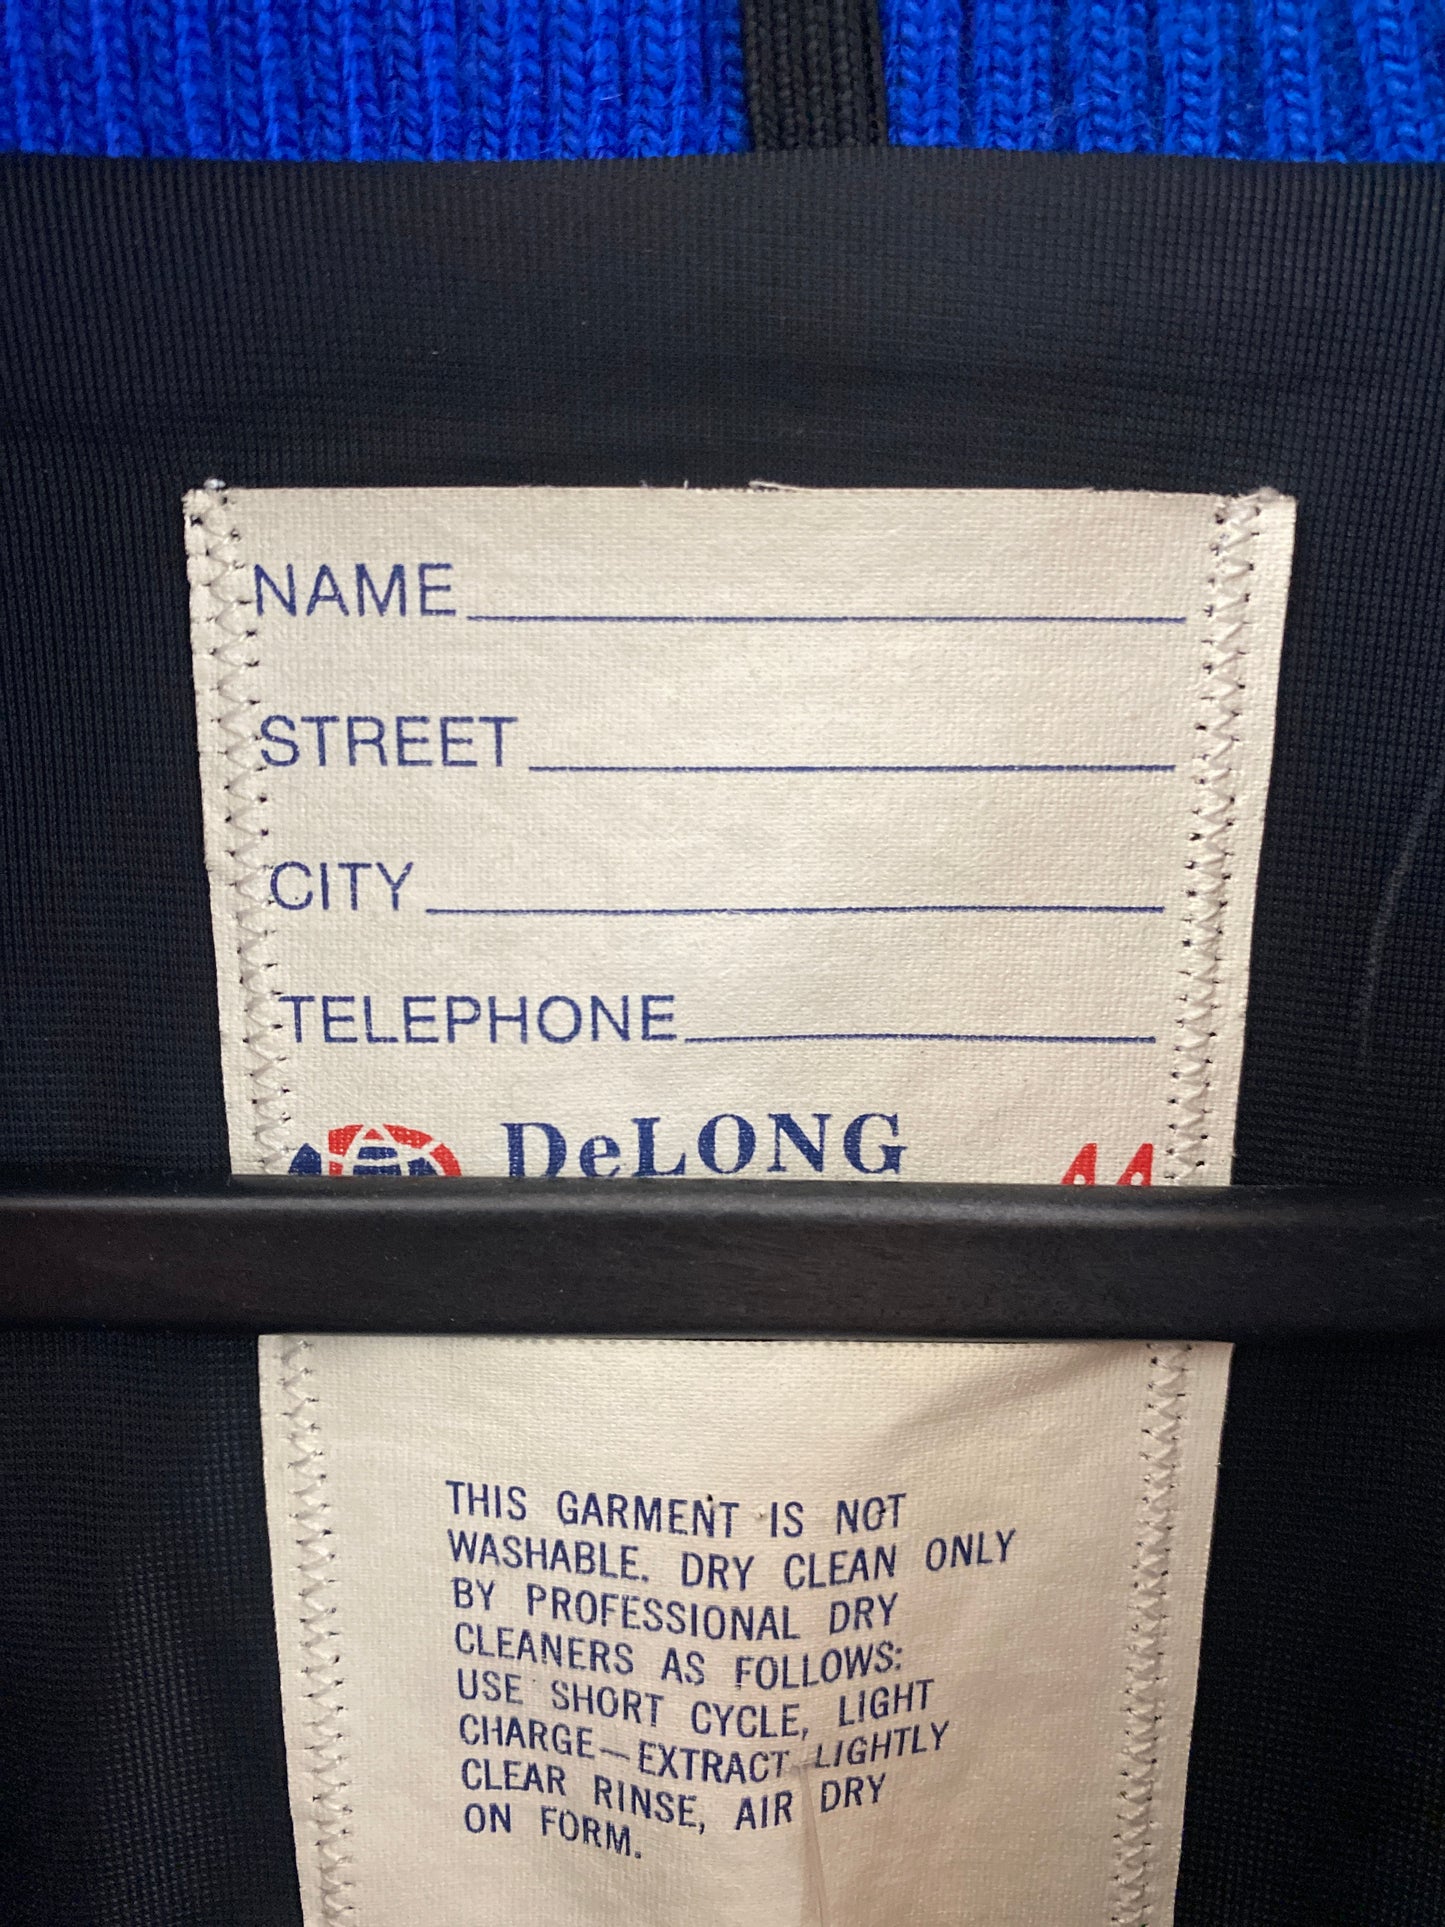 NAME
STREET
CITY
TELEPHONE
DeLONG
44
THIS GARMENT IS NOT
WASHABLE. DRY CLEAN ONLY
BY PROFESSIONAL DRY
CLEANERS AS FOLLOWS:
USE SHORT CYCLE, LIGHT
CHARGE—EXTRACT LIGHTLY
CLEAR RINSE, AIR DRY
ON FORM.